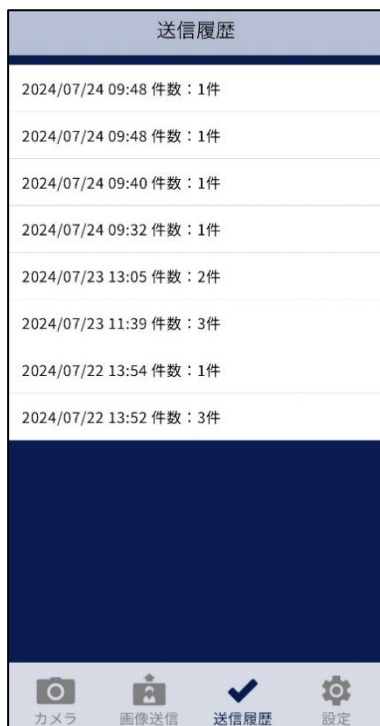 送信履歴
2024/07/24 09:48 件数：1件
2024/07/24 09:48 件数：1件
2024/07/24 09:40 件数：1件
2024/07/24 09:32 件数：1件
2024/07/23 13:05 件数：2件
2024/07/23 11:39 件数：3件
2024/07/22 13:54 件数：1件
2024/07/22 13:52 件数：3件
カメラ 画像送信 送信履歴 設定